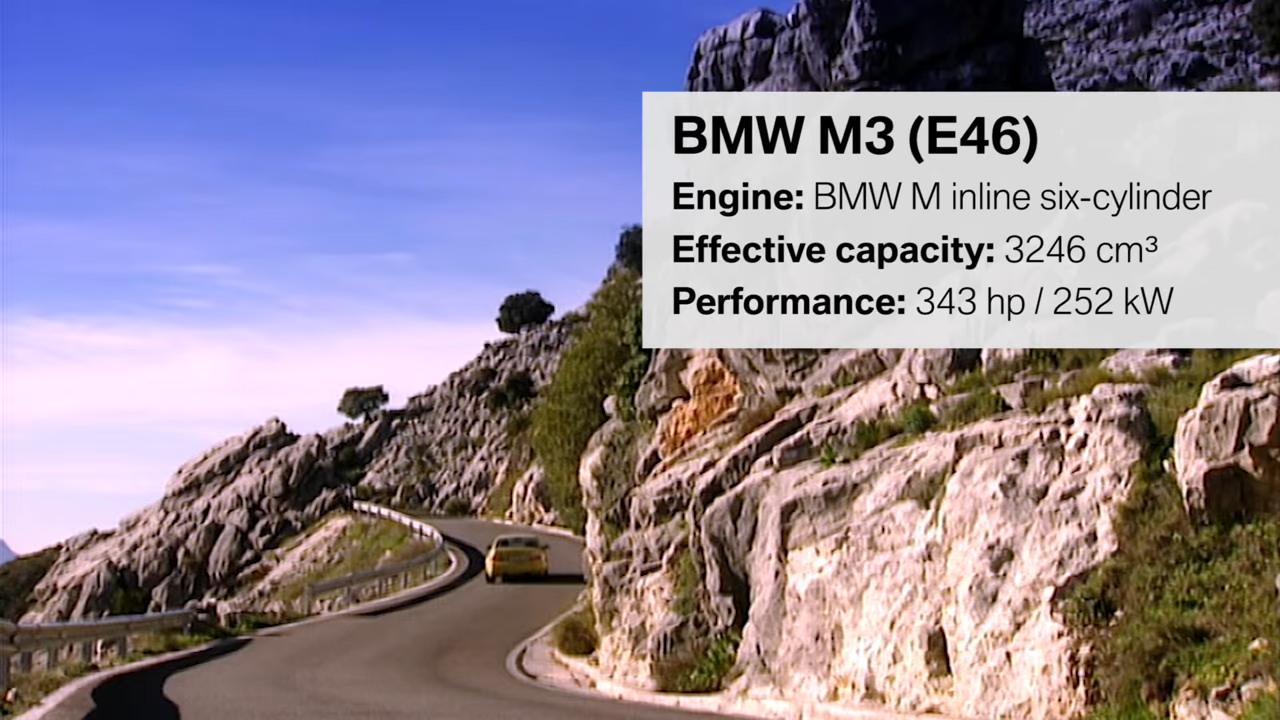 BMW M3 (E46)
Engine: BMW M inline six-cylinder
Effective capacity: 3246 cm³
Performance: 343 hp / 252 kW